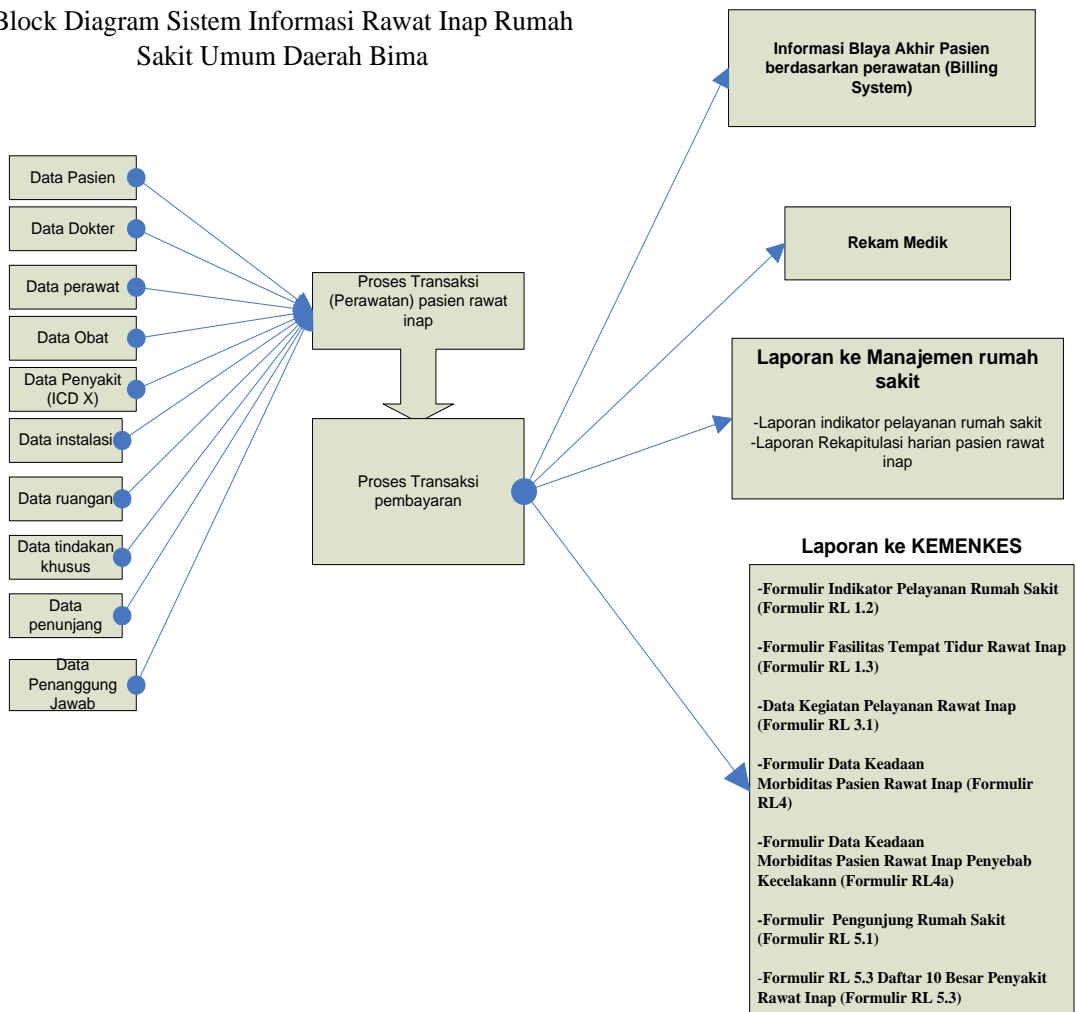 Block Diagram Sistem Informasi Rawat Inap Rumah
Sakit Umum Daerah Bima
Data Pasien
Data Dokter
Data perawat
Data Obat
Data Penyakit
(ICD X)
Data instalasi
Data ruangan
Data tindakan
khusus
Data
penunjang
Data
Penanggung
Jawab
Proses Transaksi
(Perawatan) pasien rawat
inap
Proses Transaksi
pembayaran
Informasi BIaya Akhir Pasien
berdasarkan perawatan (Billing
System)
Rekam Medik
Laporan ke Manajemen rumah
sakit
-Laporan indikator pelayanan rumah sakit
-Laporan Rekapitulasi harian pasien rawat
inap
Laporan ke KEMENKES
-Formulir Indikator Pelayanan Rumah Sakit
(Formulir RL 1.2)
-Formulir Fasilitas Tempat Tidur Rawat Inap
(Formulir RL 1.3)
-Data Kegiatan Pelayanan Rawat Inap
(Formulir RL 3.1)
-Formulir Data Keadaan
Morbiditas Pasien Rawat Inap (Formulir
RL4)
-Formulir Data Keadaan
Morbiditas Pasien Rawat Inap Penyebab
Kecelakann (Formulir RL4a)
-Formulir Pengunjung Rumah Sakit
(Formulir RL 5.1)
-Formulir RL 5.3 Daftar 10 Besar Penyakit
Rawat Inap (Formulir RL 5.3)